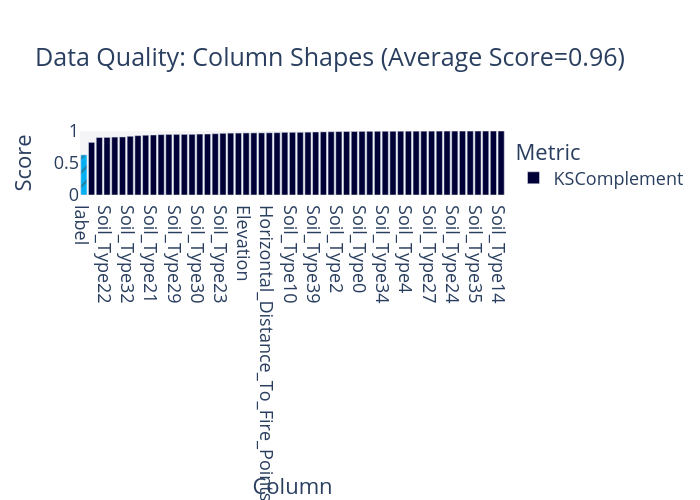 Data Quality: Column Shapes (Average Score=0.96)
Score
1
0.5
0
label
Soil_Type22
Soil_Type32
Soil_Type21
Soil_Type29
Soil_Type30
Soil_Type23
Elevation
Horizontal_Distance_To_Fire_Points
Soil_Type10
Soil_Type39
Soil_Type2
Soil_Type0
Soil_Type34
Soil_Type4
Soil_Type27
Soil_Type24
Soil_Type35
Soil_Type14
Column
Metric
KSComplement